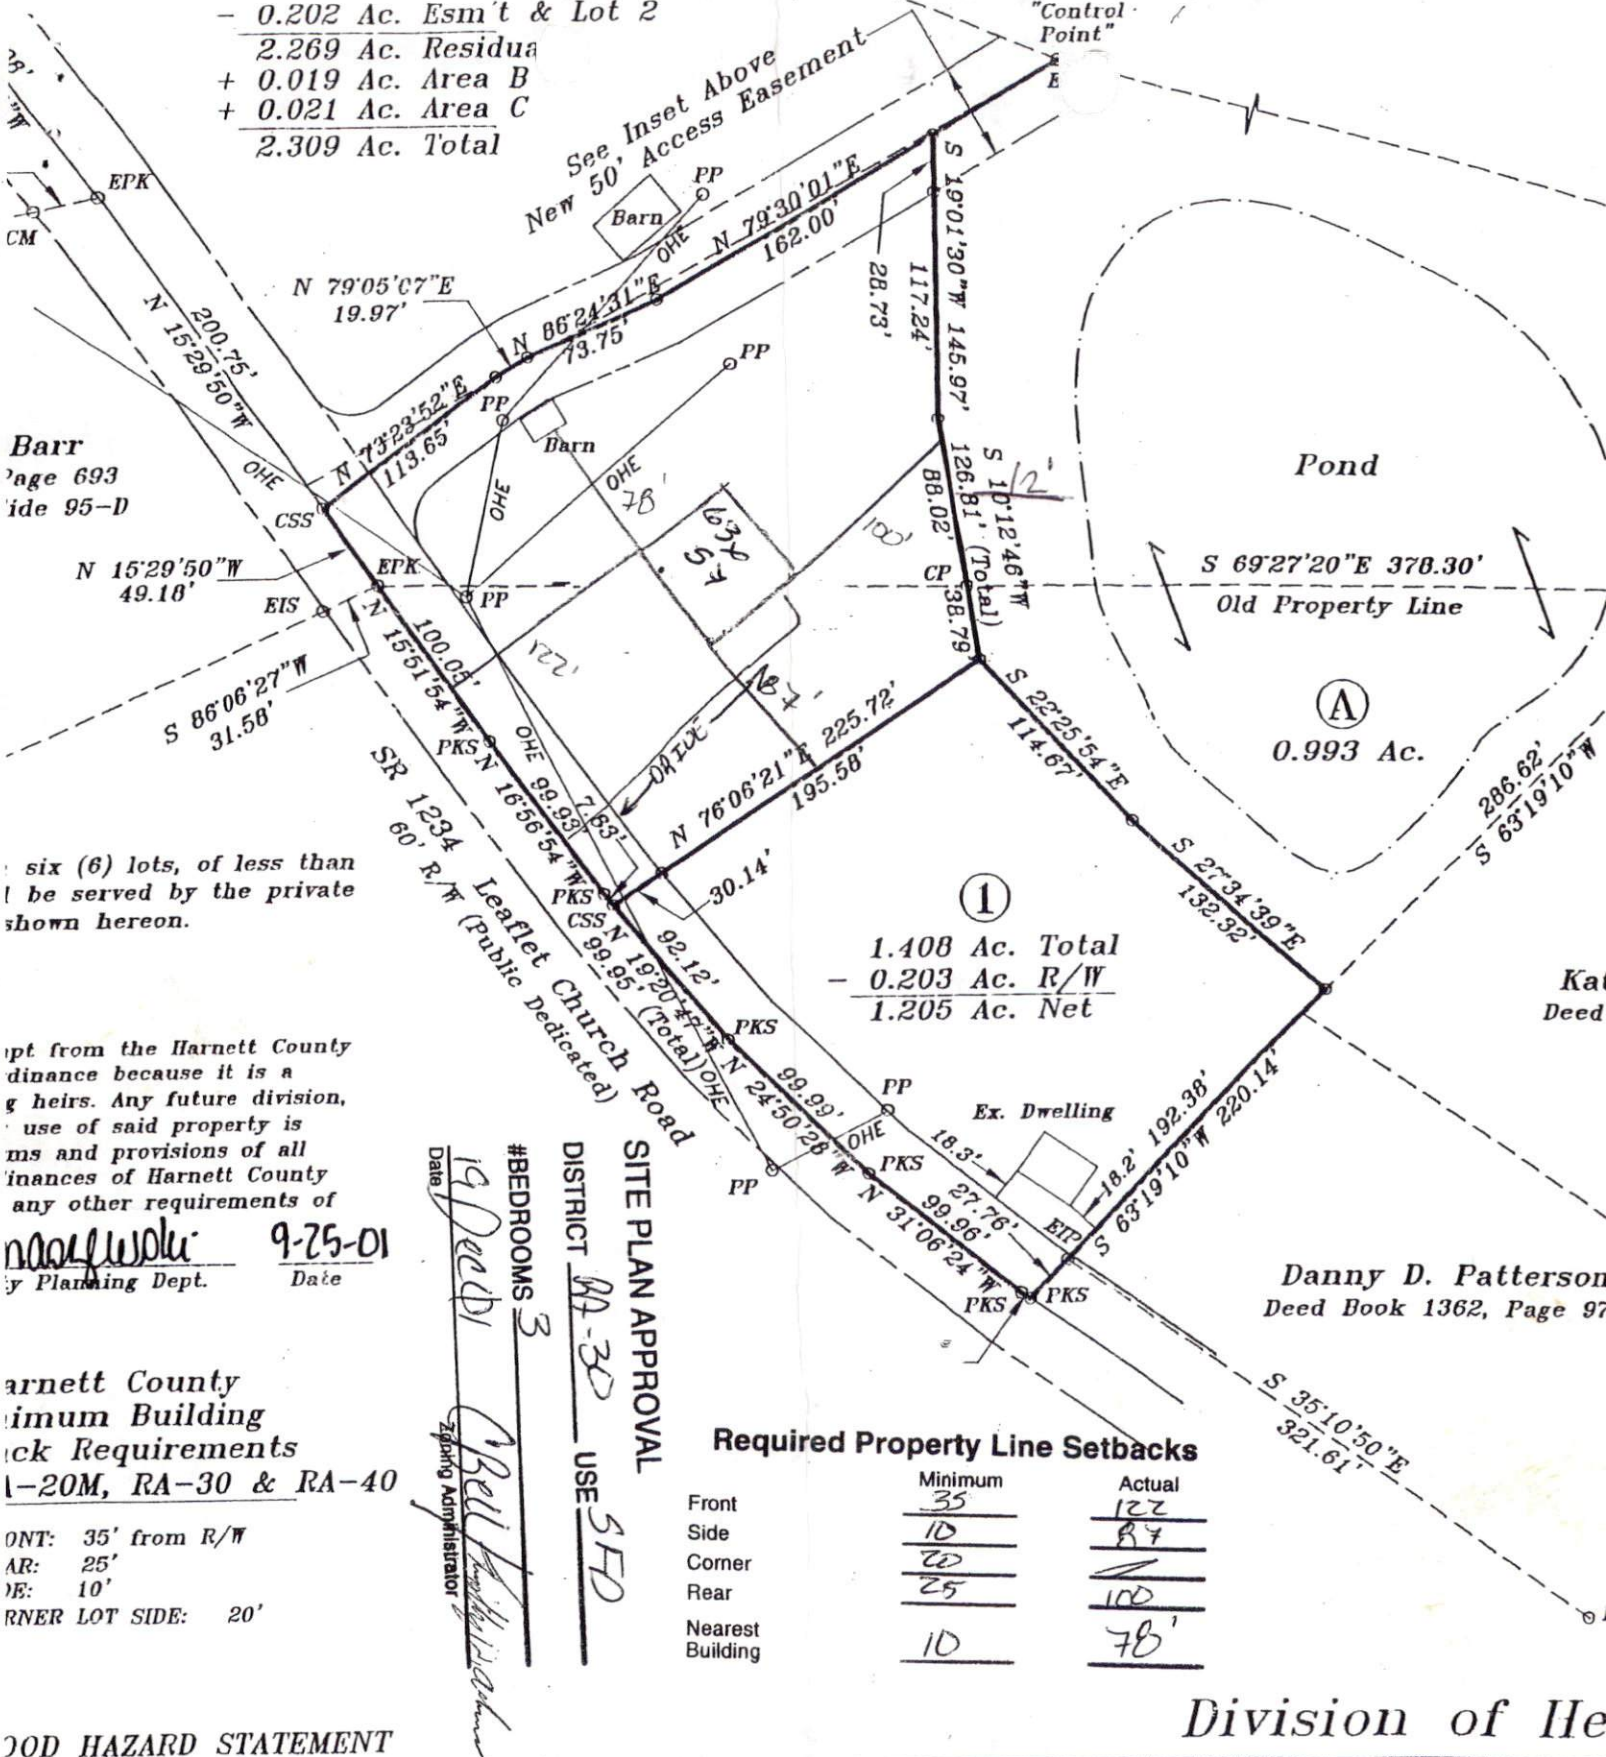 - 0.202 Ac. Esm't & Lot 2
2.269 Ac. Residua
+ 0.019 Ac. Area B
+ 0.021 Ac. Area C
2.309 Ac. Total
"Control
Point"
E
See Inset Above
New 50' Access Easement
EPK
CM
Barn
PP
OHE
N 79°30'01"E
162.00'
N 79°05'07"E
19.97'
N 86°24'31"E
73.75'
N 73°23'52"E
113.65'
S 19°01'30"W 145.97'
28.73'
117.24'
200.75'
N 15°29'50"W
PP
PP
Barn
OHE
OHE
OHE
78'
Barr
Page 693
ide 95-D
CSS
N 15°29'50"W
49.18'
EPK
EIS
PP
S 86°06'27"W
31.58'
100.05'
N 15°51'54"W
122'
100'
12'
S 10°12'46"W
126.81' (Total)
88.02'
CP
38.79'
Pond
S 69°27'20"E 378.30'
Old Property Line
A
0.993 Ac.
87'
DRIVE
N 76°06'21"E 225.72'
195.58'
S 22°25'54"E
114.67'
S 27°34'39"E
132.32'
286.62'
S 63°19'10"W
PKS
OHE
99.93'
N 16°56'54"W
7.63'
30.14'
PKS
CSS
SR 1234 Leaflet Church Road
60' R/W (Public Dedicated)
92.12'
N 19°20'47"W
99.95' (Total)
OHE
1
1.408 Ac. Total
- 0.203 Ac. R/W
1.205 Ac. Net
six (6) lots, of less than
be served by the private
shown hereon.
PKS
99.99'
N 24°50'28"W
OHE
PP
PP
PKS
Ex. Dwelling
18.3'
18.2'
192.38'
S 63°19'10"W 220.14'
27.76'
99.96'
N 31°06'24"W
EIP
PKS
PKS
Kat
Deed
Danny D. Patterson
Deed Book 1362, Page 97
S 35°10'50"E
321.61'
pt from the Harnett County
dinance because it is a
g heirs. Any future division,
use of said property is
ms and provisions of all
inances of Harnett County
any other requirements of
9-25-01
y Planning Dept. Date
SITE PLAN APPROVAL
DISTRICT RA-30 USE SFD
#BEDROOMS 3
19 Dec 01
Date Zoning Administrator
arnett County
imum Building
ck Requirements
-20M, RA-30 & RA-40
ONT: 35' from R/W
AR: 25'
DE: 10'
RNER LOT SIDE: 20'
Required Property Line Setbacks
Minimum Actual
Front 35 122
Side 10 87
Corner 20
Rear 25 100
Nearest
Building 10 78'
Division of He
OOD HAZARD STATEMENT